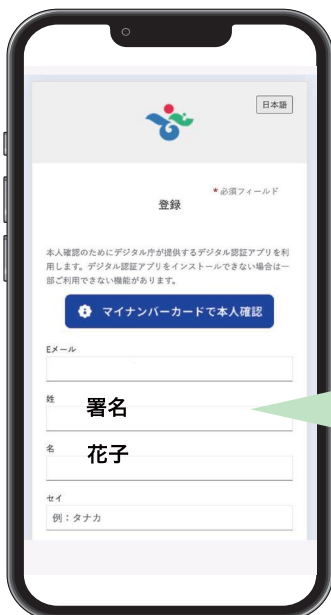 日本語
*必須フィールド
登録
本人確認のためにデジタル庁が提供するデジタル認証アプリを利
用します。デジタル認証アプリをインストールできない場合は一
部ご利用できない機能があります。
マイナンバーカードで本人確認
Eメール
姓
署名
名
花子
セイ
例：タナカ